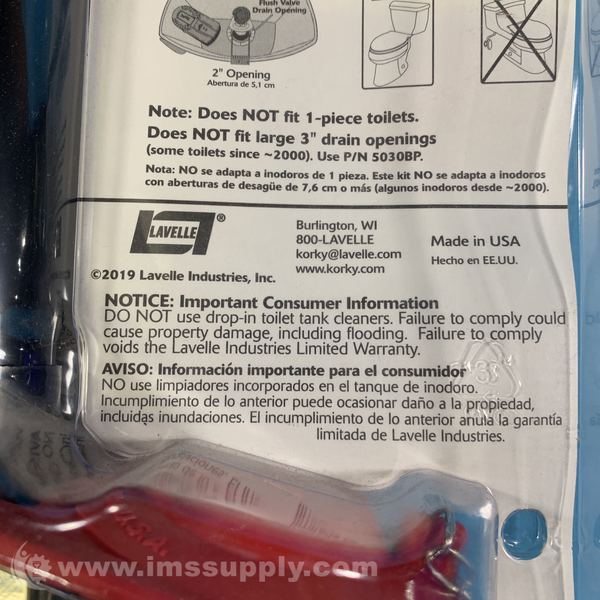 Flush Valve
Drain Opening
2" Opening
Abertura de 5,1 cm
Note: Does NOT fit 1-piece toilets.
Does NOT fit large 3" drain openings
(some toilets since ~2000). Use P/N 5030BP.
Nota: NO se adapta a inodoros de 1 pieza. Este kit NO se adapta a inodoros
con aberturas de desagüe de 7,6 cm o más (algunos inodoros desde ~2000).
LAVELLE ®
Burlington, WI
800-LAVELLE
korky@lavelle.com
www.korky.com
Made in USA
Hecho en EE.UU.
©2019 Lavelle Industries, Inc.
NOTICE: Important Consumer Information
DO NOT use drop-in toilet tank cleaners. Failure to comply could
cause property damage, including flooding. Failure to comply
voids the Lavelle Industries Limited Warranty.
AVISO: Información importante para el consumidor
NO use limpiadores incorporados en el tanque de inodoro.
Incumplimiento de lo anterior puede ocasionar daño a la propiedad,
incluidas inundaciones. El incumplimiento de lo anterior anula la garantía
limitada de Lavelle Industries.
U.S.A.
www.imssupply.com